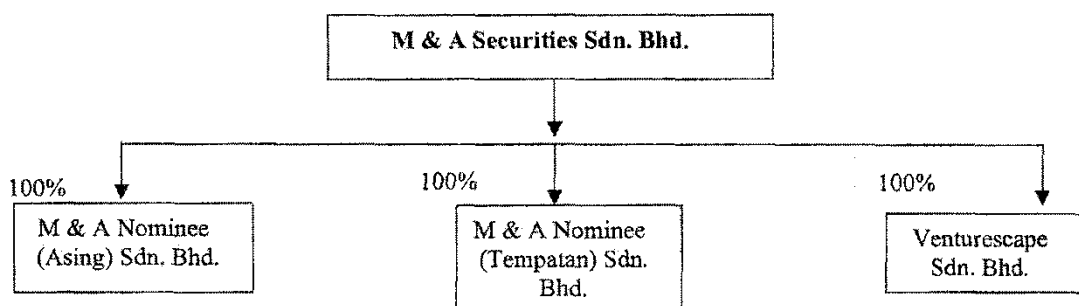 M & A Securities Sdn. Bhd.
100%
M & A Nominee
(Asing) Sdn. Bhd.
100%
M & A Nominee
(Tempatan) Sdn.
Bhd.
100%
Venturescape
Sdn. Bhd.